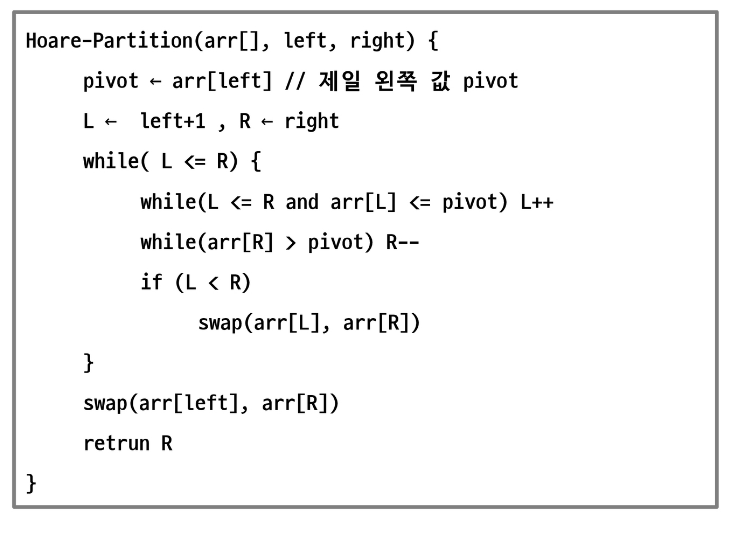 Hoare-Partition(arr[], left, right) {
pivot ← arr[left] // 제일 왼쪽 값 pivot
L ← left+1 , R ← right
while( L <= R) {
while(L <= R and arr[L] <= pivot) L++
while(arr[R] > pivot) R--
if (L < R)
swap(arr[L], arr[R])
}
swap(arr[left], arr[R])
retrun R
}